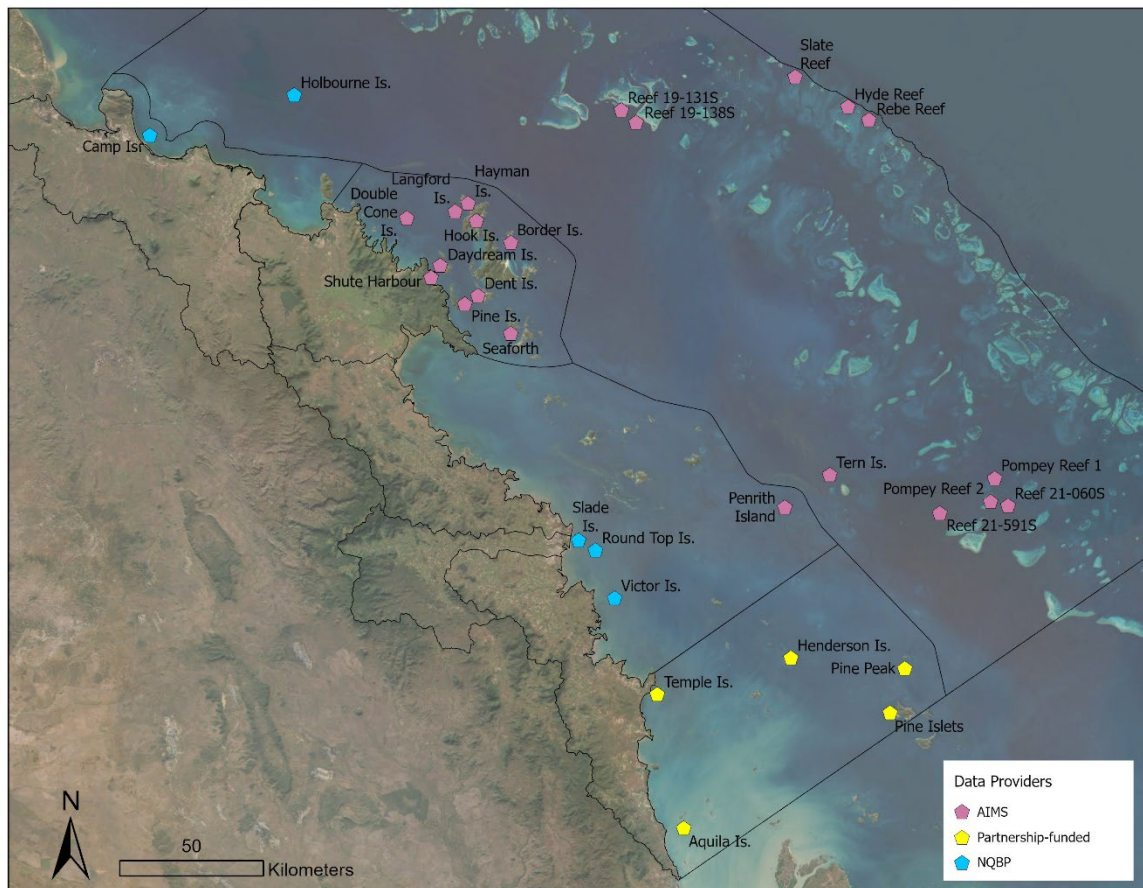 Slate
Reef
Holbourne Is.
Hyde Reef
Reef 19-131S
Rebe Reef
Reef 19-138S
Camp Isr
Hayman
Is.
Langford
Is.
Double
Cone
Is.
Hook Is.
Border Is.
Daydream Is.
Shute Harbour
Dent Is.
Pine Is.
Seaforth
Tern Is.
Pompey Reef 1
Pompey Reef 2
Reef 21-060S
Penrith
Island
Reef 21-591S
Slade
Is.
Round Top Is.
Victor Is.
Henderson Is.
Pine Peak
Temple Is.
Pine Islets
Aquila Is.
N
50
Kilometers
Data Providers
AIMS
Partnership-funded
NQBP